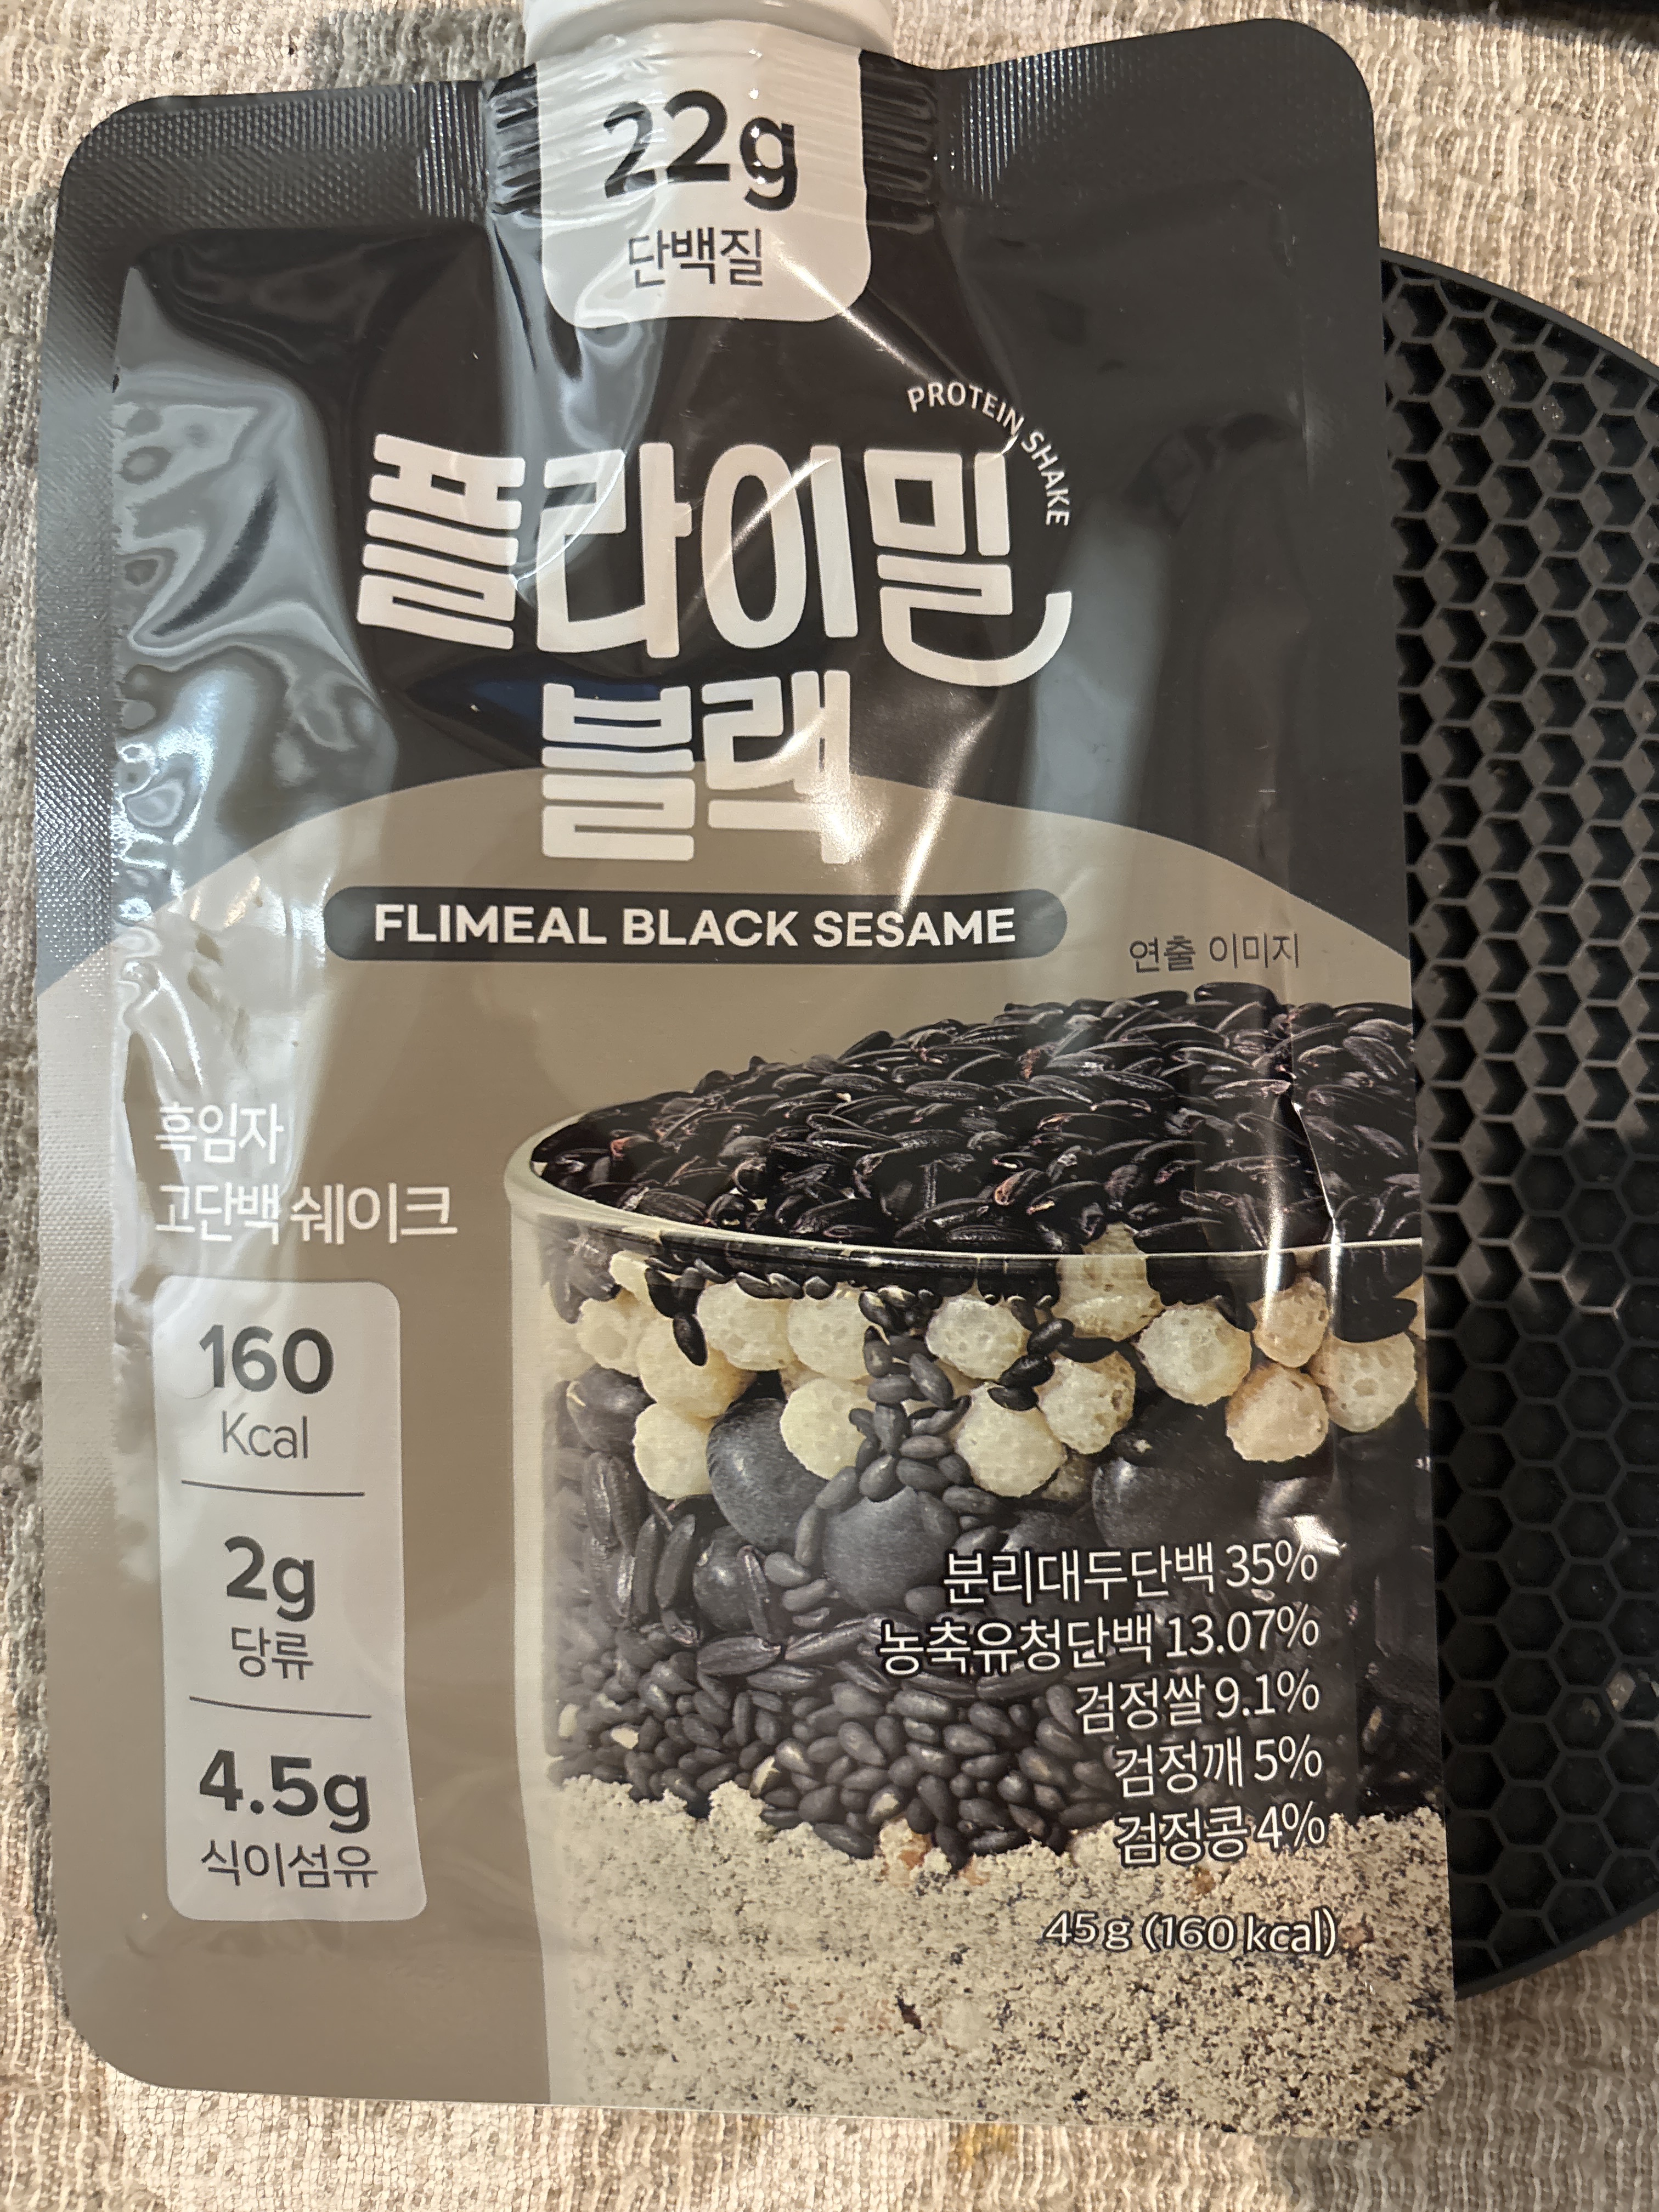 22g
단백질
PROTEIN SHAKE
플라이밀
블랙
FLIMEAL BLACK SESAME
연출 이미지
흑임자
고단백 쉐이크
160
Kcal
2g
당류
4.5g
식이섬유
분리대두단백 35%
농축유청단백 13.07%
검정쌀 9.1%
검정깨 5%
검정콩 4%
45 g (160 kcal)